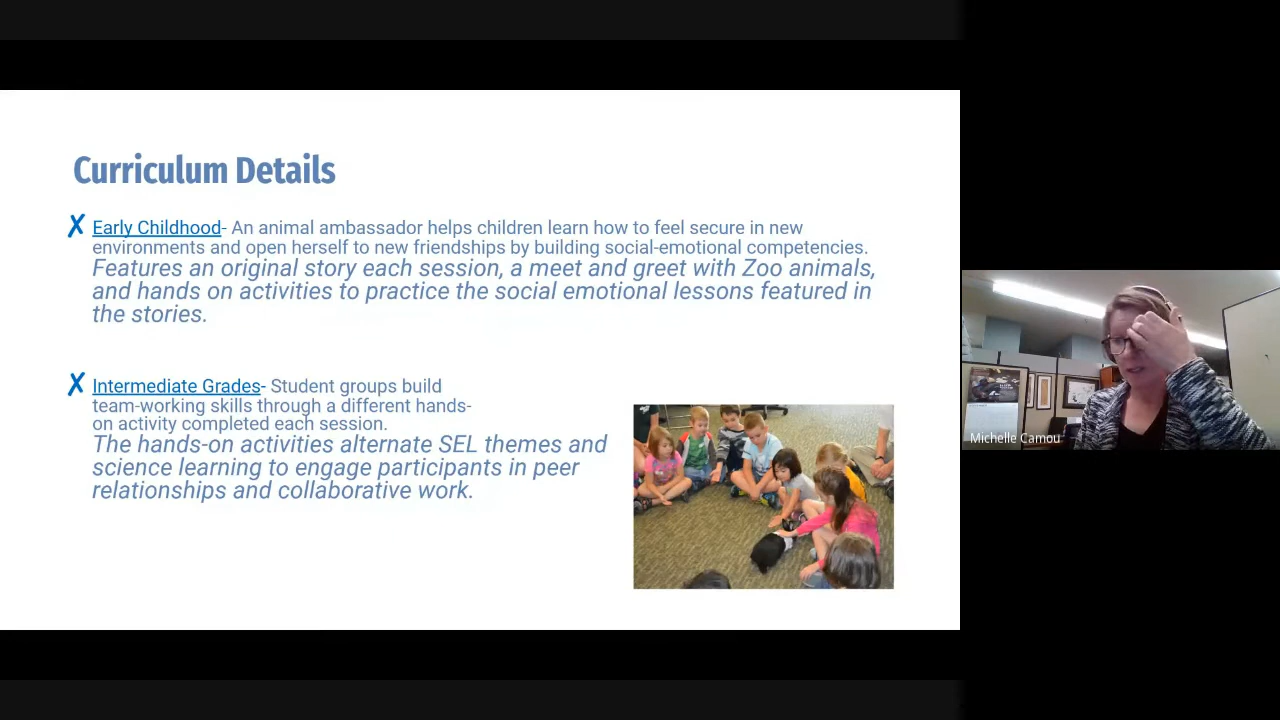 Curriculum Details
✗ Early Childhood- An animal ambassador helps children learn how to feel secure in new
environments and open herself to new friendships by building social-emotional competencies.
Features an original story each session, a meet and greet with Zoo animals,
and hands on activities to practice the social emotional lessons featured in
the stories.
✗ Intermediate Grades- Student groups build
team-working skills through a different hands-
on activity completed each session.
The hands-on activities alternate SEL themes and
science learning to engage participants in peer
relationships and collaborative work.
Michelle Camou